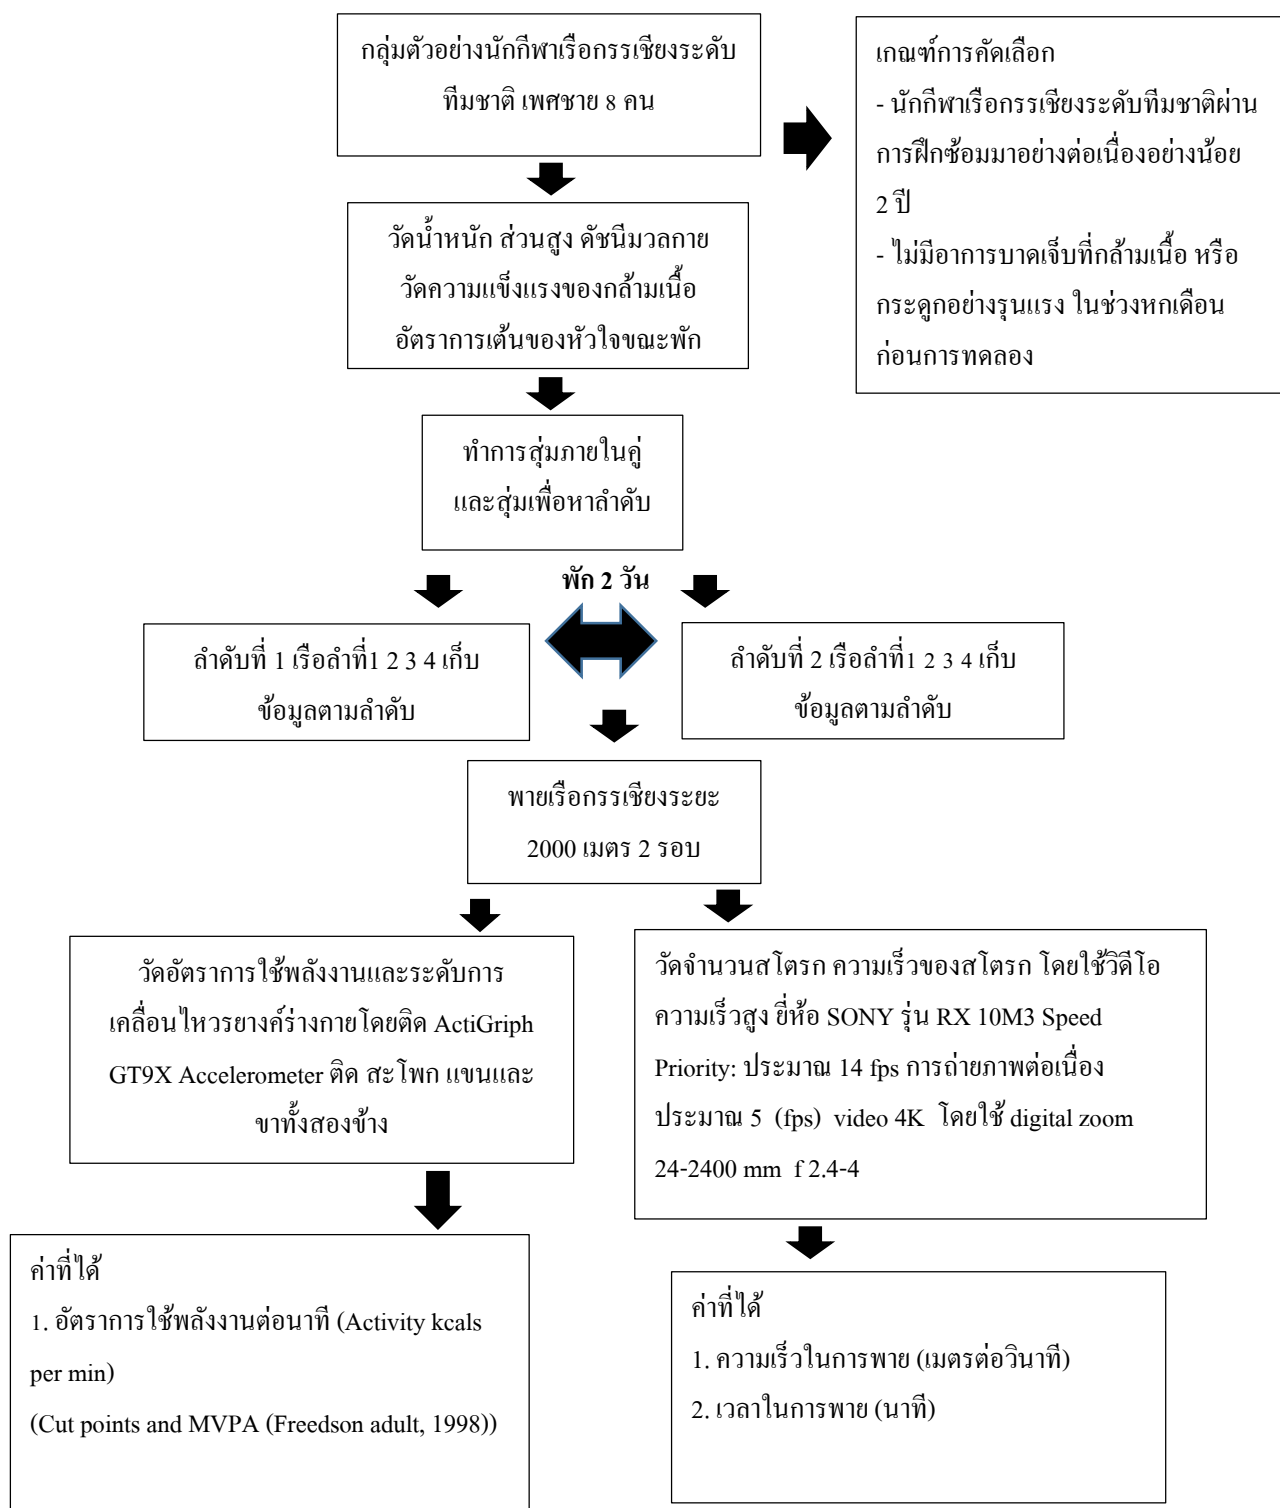 กลุ่มตัวอย่างนักกีฬาเรือกรรเชียงระดับ
ทีมชาติ เพศชาย 8 คน
เกณฑ์การคัดเลือก
- นักกีฬาเรือกรรเชียงระดับทีมชาติผ่าน
การฝึกซ้อมมาอย่างต่อเนื่องอย่างน้อย
2 ปี
- ไม่มีอาการบาดเจ็บที่กล้ามเนื้อ หรือ
กระดูกอย่างรุนแรง ในช่วงหกเดือน
ก่อนการทดลอง
วัดน้ำหนัก ส่วนสูง ดัชนีมวลกาย
วัดความแข็งแรงของกล้ามเนื้อ
อัตราการเต้นของหัวใจขณะพัก
ทำการสุ่มภายในคู่
และสุ่มเพื่อหาลำดับ
พัก 2 วัน
ลำดับที่ 1 เรือลำที่1 2 3 4 เก็บ
ข้อมูลตามลำดับ
ลำดับที่ 2 เรือลำที่1 2 3 4 เก็บ
ข้อมูลตามลำดับ
พายเรือกรรเชียงระยะ
2000 เมตร 2 รอบ
วัดอัตราการใช้พลังงานและระดับการ
เคลื่อนไหวรยางค์ร่างกายโดยติด ActiGriph
GT9X Accelerometer ติด สะโพก แขนและ
ขาทั้งสองข้าง
วัดจำนวนสโตรก ความเร็วของสโตรก โดยใช้วิดีโอ
ความเร็วสูง ยี่ห้อ SONY รุ่น RX 10M3 Speed
Priority: ประมาณ 14 fps การถ่ายภาพต่อเนื่อง
ประมาณ 5 (fps) video 4K โดยใช้ digital zoom
24-2400 mm f 2.4-4
ค่าที่ได้
1. อัตราการใช้พลังงานต่อนาที (Activity kcals
per min)
(Cut points and MVPA (Freedson adult, 1998))
ค่าที่ได้
1. ความเร็วในการพาย (เมตรต่อวินาที)
2. เวลาในการพาย (นาที)